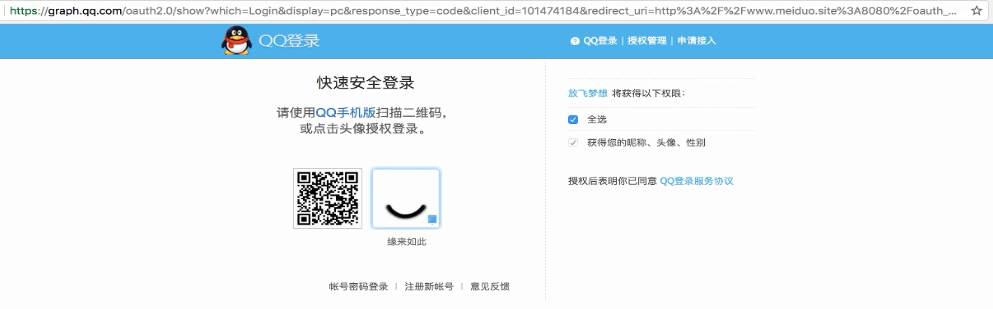 https://graph.qq.com/oauth2.0/show?which=Login&display=pc&response_type=code&client_id=101474184&redirect_uri=http%3A%2F%2Fwww.meiduo.site%3A8080%2Foauth_...
QQ登录
QQ登录 | 授权管理 | 申请接入
快速安全登录
请使用QQ手机版扫描二维码，
或点击头像授权登录。
缘来如此
帐号密码登录 | 注册新帐号 | 意见反馈
放飞梦想 将获得以下权限：
全选
获得您的昵称、头像、性别
授权后表明你已同意 QQ登录服务协议